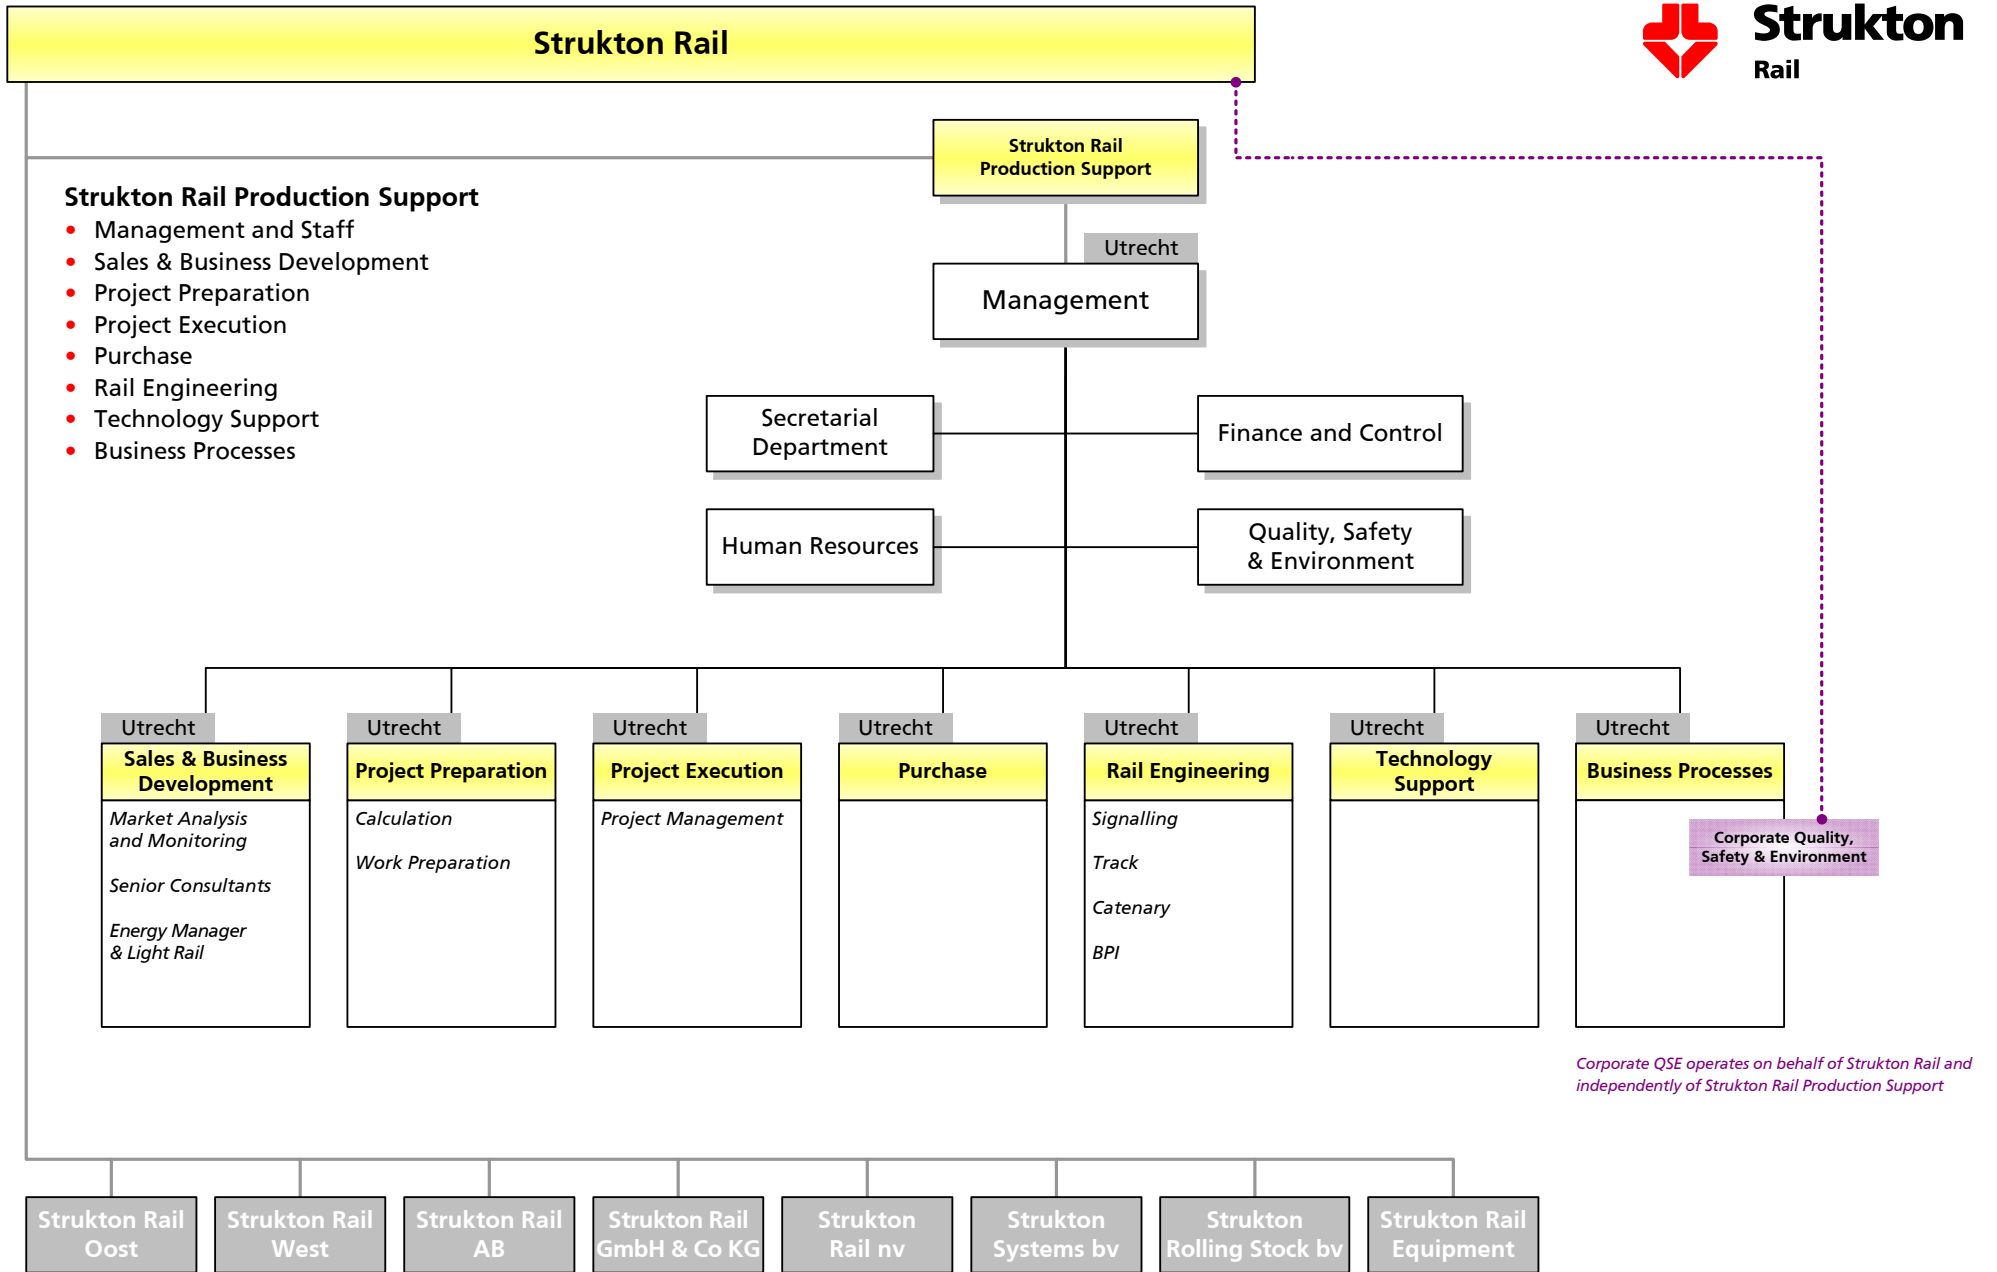 Strukton Rail
Strukton
Rail
Strukton Rail
Production Support
Strukton Rail Production Support
• Management and Staff
• Sales & Business Development
• Project Preparation
• Project Execution
• Purchase
• Rail Engineering
• Technology Support
• Business Processes
Utrecht
Management
Secretarial
Department
Finance and Control
Human Resources
Quality, Safety
& Environment
Utrecht
Sales & Business
Development
Market Analysis
and Monitoring
Senior Consultants
Energy Manager
& Light Rail
Utrecht
Project Preparation
Calculation
Work Preparation
Utrecht
Project Execution
Project Management
Utrecht
Purchase
Utrecht
Rail Engineering
Signalling
Track
Catenary
BPI
Utrecht
Technology
Support
Utrecht
Business Processes
Corporate Quality,
Safety & Environment
Corporate QSE operates on behalf of Strukton Rail and
independently of Strukton Rail Production Support
Strukton Rail
Oost
Strukton Rail
West
Strukton Rail
AB
Strukton Rail
GmbH & Co KG
Strukton
Rail nv
Strukton
Systems bv
Strukton
Rolling Stock bv
Strukton Rail
Equipment